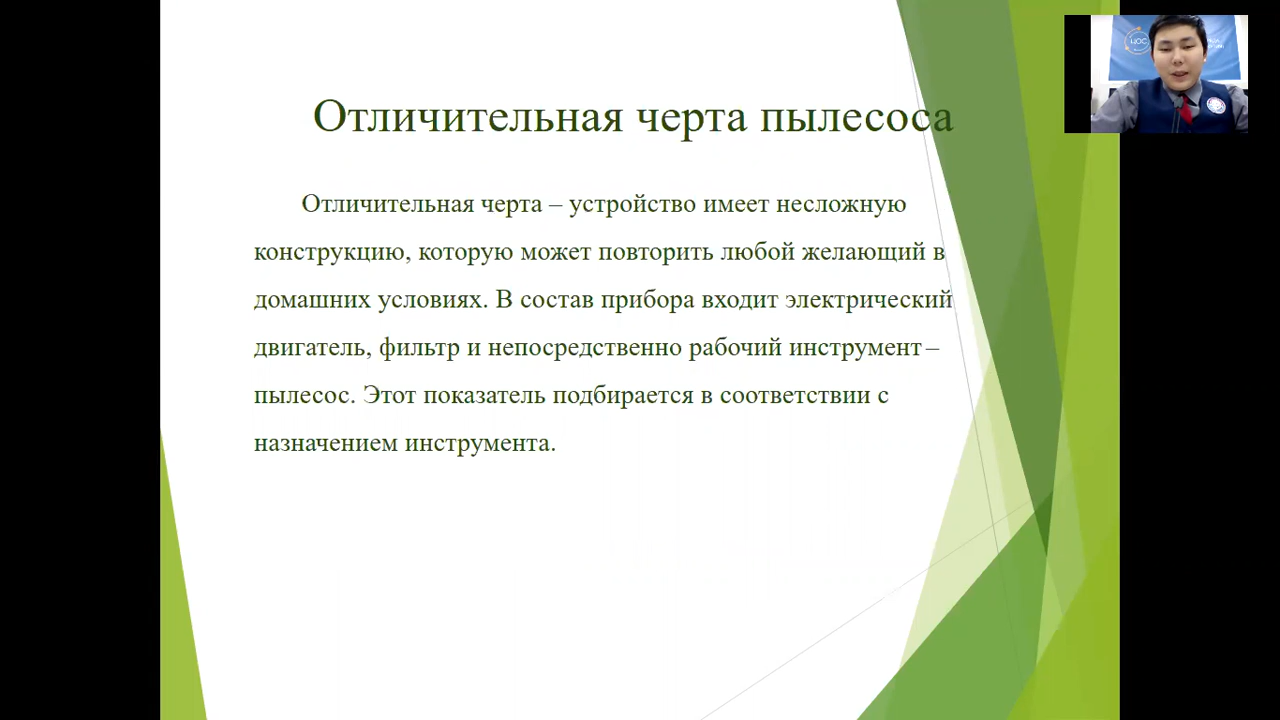 Отличительная черта пылесоса
Отличительная черта – устройство имеет несложную
конструкцию, которую может повторить любой желающий в
домашних условиях. В состав прибора входит электрический
двигатель, фильтр и непосредственно рабочий инструмент –
пылесос. Этот показатель подбирается в соответствии с
назначением инструмента.
ЦОС